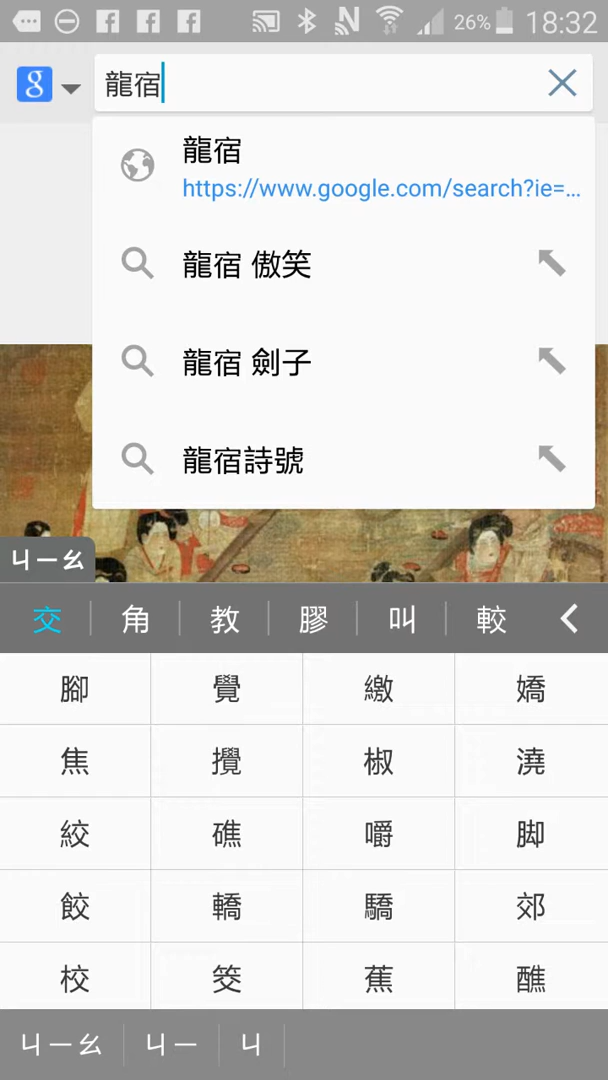 26% 18:32
龍宿
龍宿
https://www.google.com/search?ie=...
龍宿 傲笑
龍宿 劍子
龍宿詩號
ㄐㄧㄠ
交 角 教 膠 叫 較
腳 覺 繳 嬌
焦 攪 椒 澆
絞 礁 嚼 脚
餃 轎 驕 郊
校 筊 蕉 醮
ㄐㄧㄠ ㄐㄧ ㄐ